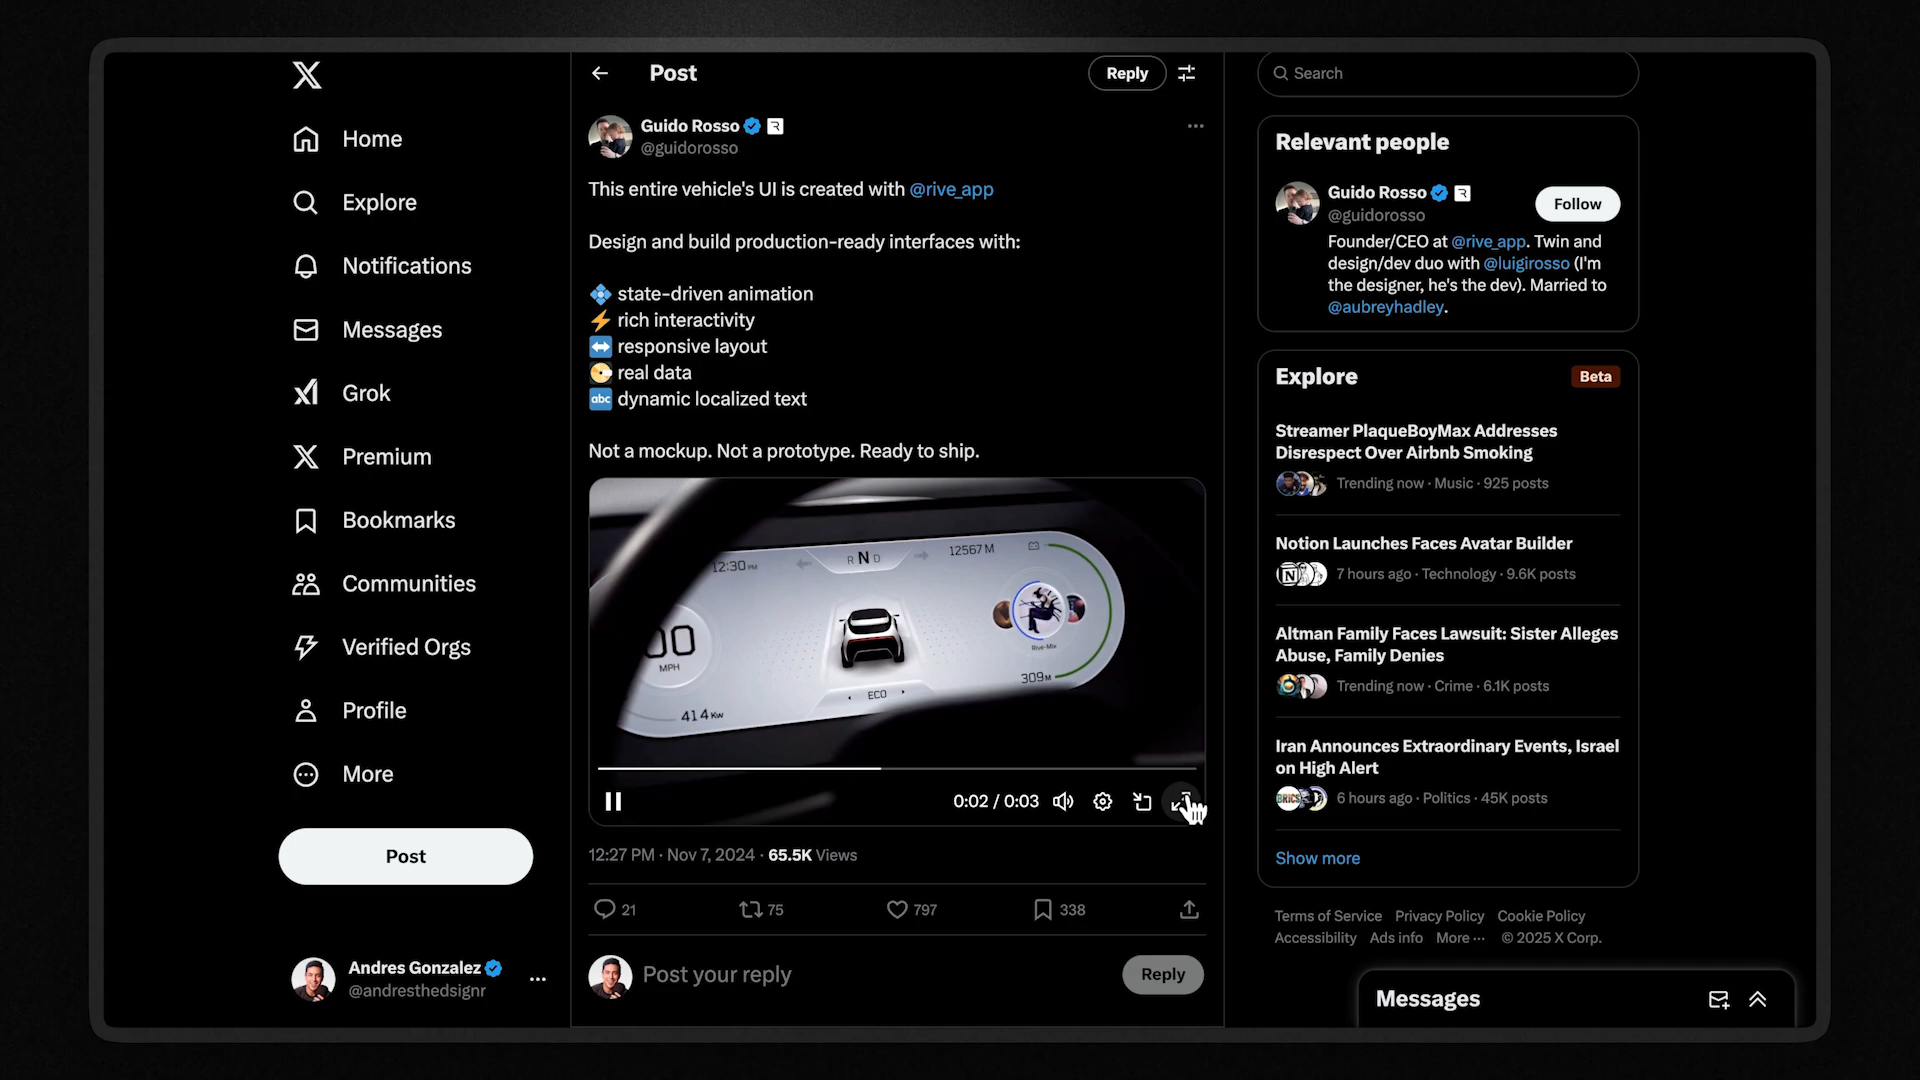 Home
Explore
Notifications
Messages
Grok
Premium
Bookmarks
Communities
Verified Orgs
Profile
More
Post
Andres Gonzalez
@andresthedsignr
Post
Reply
Guido Rosso
@guidorosso
This entire vehicle's UI is created with @rive_app
Design and build production-ready interfaces with:
state-driven animation
rich interactivity
responsive layout
real data
abc dynamic localized text
Not a mockup. Not a prototype. Ready to ship.
12:30 PM
R N D
12567 M
00
MPH
Rive-Mix
309 M
ECO
414 Kw
0:02 / 0:03
12:27 PM · Nov 7, 2024 · 65.5K Views
21
75
797
338
Post your reply
Reply
Search
Relevant people
Guido Rosso
@guidorosso
Follow
Founder/CEO at @rive_app. Twin and
design/dev duo with @luigirosso (I'm
the designer, he's the dev). Married to
@aubreyhadley.
Explore
Beta
Streamer PlaqueBoyMax Addresses
Disrespect Over Airbnb Smoking
Trending now · Music · 925 posts
Notion Launches Faces Avatar Builder
N
7 hours ago · Technology · 9.6K posts
Altman Family Faces Lawsuit: Sister Alleges
Abuse, Family Denies
Trending now · Crime · 6.1K posts
Iran Announces Extraordinary Events, Israel
on High Alert
BRICS
6 hours ago · Politics · 45K posts
Show more
Terms of Service Privacy Policy Cookie Policy
Accessibility Ads info More ··· © 2025 X Corp.
Messages